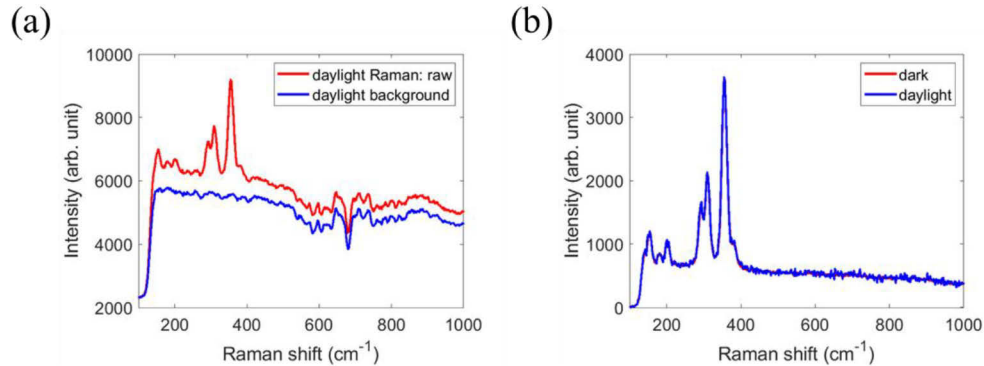 (a)
10000
8000
6000
4000
2000
Intensity (arb. unit)
daylight Raman: raw
daylight background
200
400
600
800
1000
Raman shift (cm⁻¹)
(b)
4000
3000
2000
1000
0
Intensity (arb. unit)
dark
daylight
200
400
600
800
1000
Raman shift (cm⁻¹)